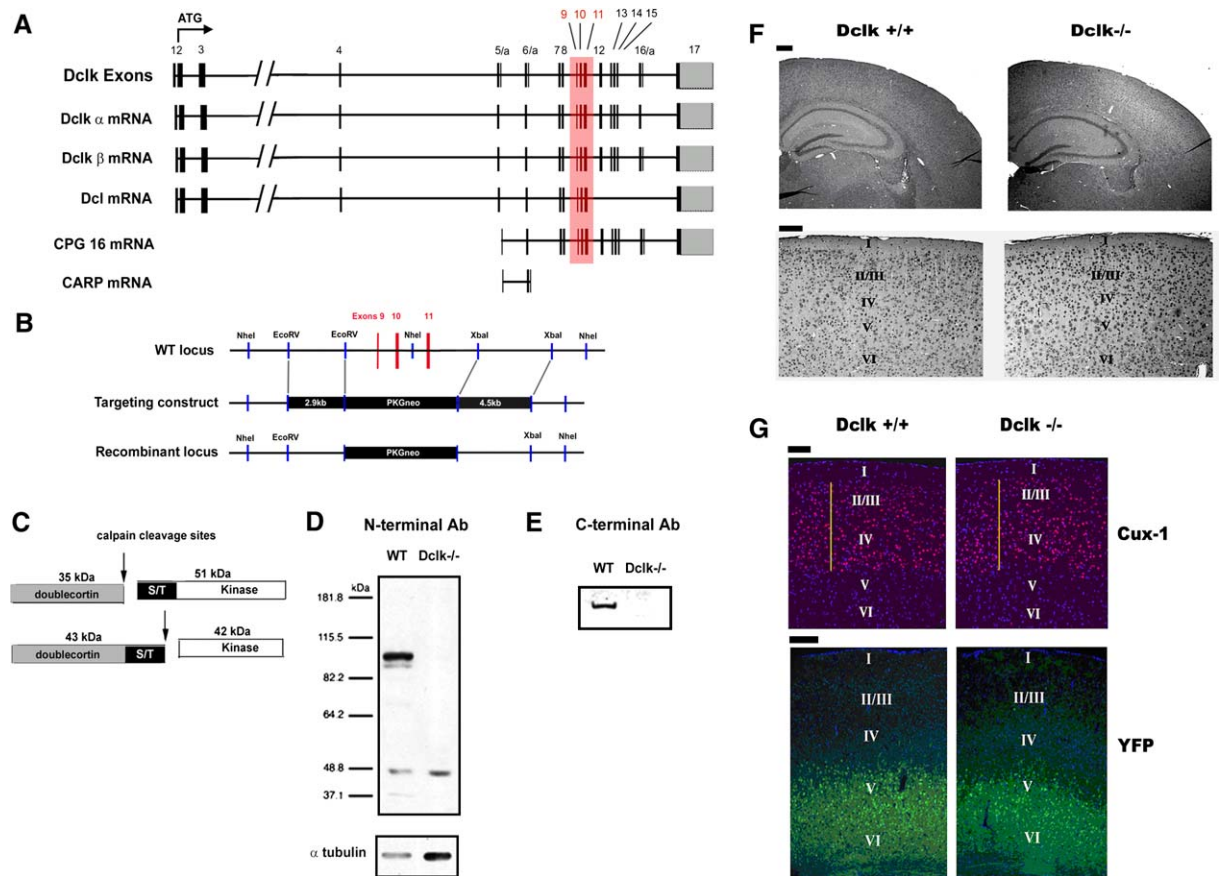 A
ATG
9 10 11 13 14 15
12 3 4 5/a 6/a 7 8 12 16/a 17
Dclk Exons
Dclk α mRNA
Dclk β mRNA
Dcl mRNA
CPG 16 mRNA
CARP mRNA
B
Exons 9 10 11
NheI EcoRV EcoRV NheI XbaI XbaI NheI
WT locus
Targeting construct 2.9kb PKGneo 4.5kb
NheI EcoRV XbaI NheI
Recombinant locus PKGneo
C
calpain cleavage sites
35 kDa 51 kDa
doublecortin S/T Kinase
43 kDa 42 kDa
doublecortin S/T Kinase
D
N-terminal Ab
WT Dclk-/-
kDa
181.8
115.5
82.2
64.2
48.8
37.1
α tubulin
E
C-terminal Ab
WT Dclk-/-
F
Dclk +/+ Dclk-/-
I I
II/III II/III
IV IV
V V
VI VI
G
Dclk +/+ Dclk -/-
I I
II/III II/III
IV IV
V V
VI VI
Cux-1
I I
II/III II/III
IV IV
V V
VI VI
YFP